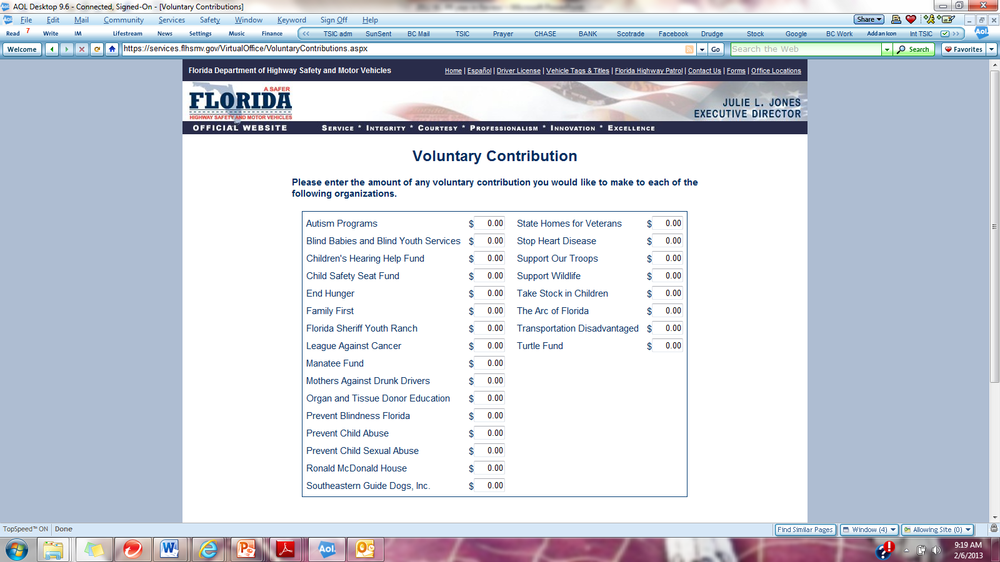 AOL Desktop 9.6 - Connected, Signed-On - [Voluntary Contributions]
File Edit Mail Community Services Safety Window Keyword Sign Off Help
Share
Read 7 Write IM Lifestream News Settings Music Finance
TSIC adm SunSent BC Mail TSIC Prayer CHASE BANK Scotrade Facebook Drudge Stock Google BC Work Add an Icon Int TSIC
Aol.
Welcome
https://services.flhsmv.gov/VirtualOffice/VoluntaryContributions.aspx
Go
Search the Web
Search
Favorites
Florida Department of Highway Safety and Motor Vehicles
Home | Español | Driver License | Vehicle Tags & Titles | Florida Highway Patrol | Contact Us | Forms | Office Locations
A SAFER
FLORIDA
HIGHWAY SAFETY AND MOTOR VEHICLES
OFFICIAL WEBSITE
JULIE L. JONES
EXECUTIVE DIRECTOR
SERVICE * INTEGRITY * COURTESY * PROFESSIONALISM * INNOVATION * EXCELLENCE
Voluntary Contribution
Please enter the amount of any voluntary contribution you would like to make to each of the
following organizations.
Autism Programs $ 0.00
Blind Babies and Blind Youth Services $ 0.00
Children's Hearing Help Fund $ 0.00
Child Safety Seat Fund $ 0.00
End Hunger $ 0.00
Family First $ 0.00
Florida Sheriff Youth Ranch $ 0.00
League Against Cancer $ 0.00
Manatee Fund $ 0.00
Mothers Against Drunk Drivers $ 0.00
Organ and Tissue Donor Education $ 0.00
Prevent Blindness Florida $ 0.00
Prevent Child Abuse $ 0.00
Prevent Child Sexual Abuse $ 0.00
Ronald McDonald House $ 0.00
Southeastern Guide Dogs, Inc. $ 0.00
State Homes for Veterans $ 0.00
Stop Heart Disease $ 0.00
Support Our Troops $ 0.00
Support Wildlife $ 0.00
Take Stock in Children $ 0.00
The Arc of Florida $ 0.00
Transportation Disadvantaged $ 0.00
Turtle Fund $ 0.00
TopSpeed™ ON Done
Find Similar Pages
Window (4)
Allowing Site (0)
Aol.
9:19 AM
2/6/2013